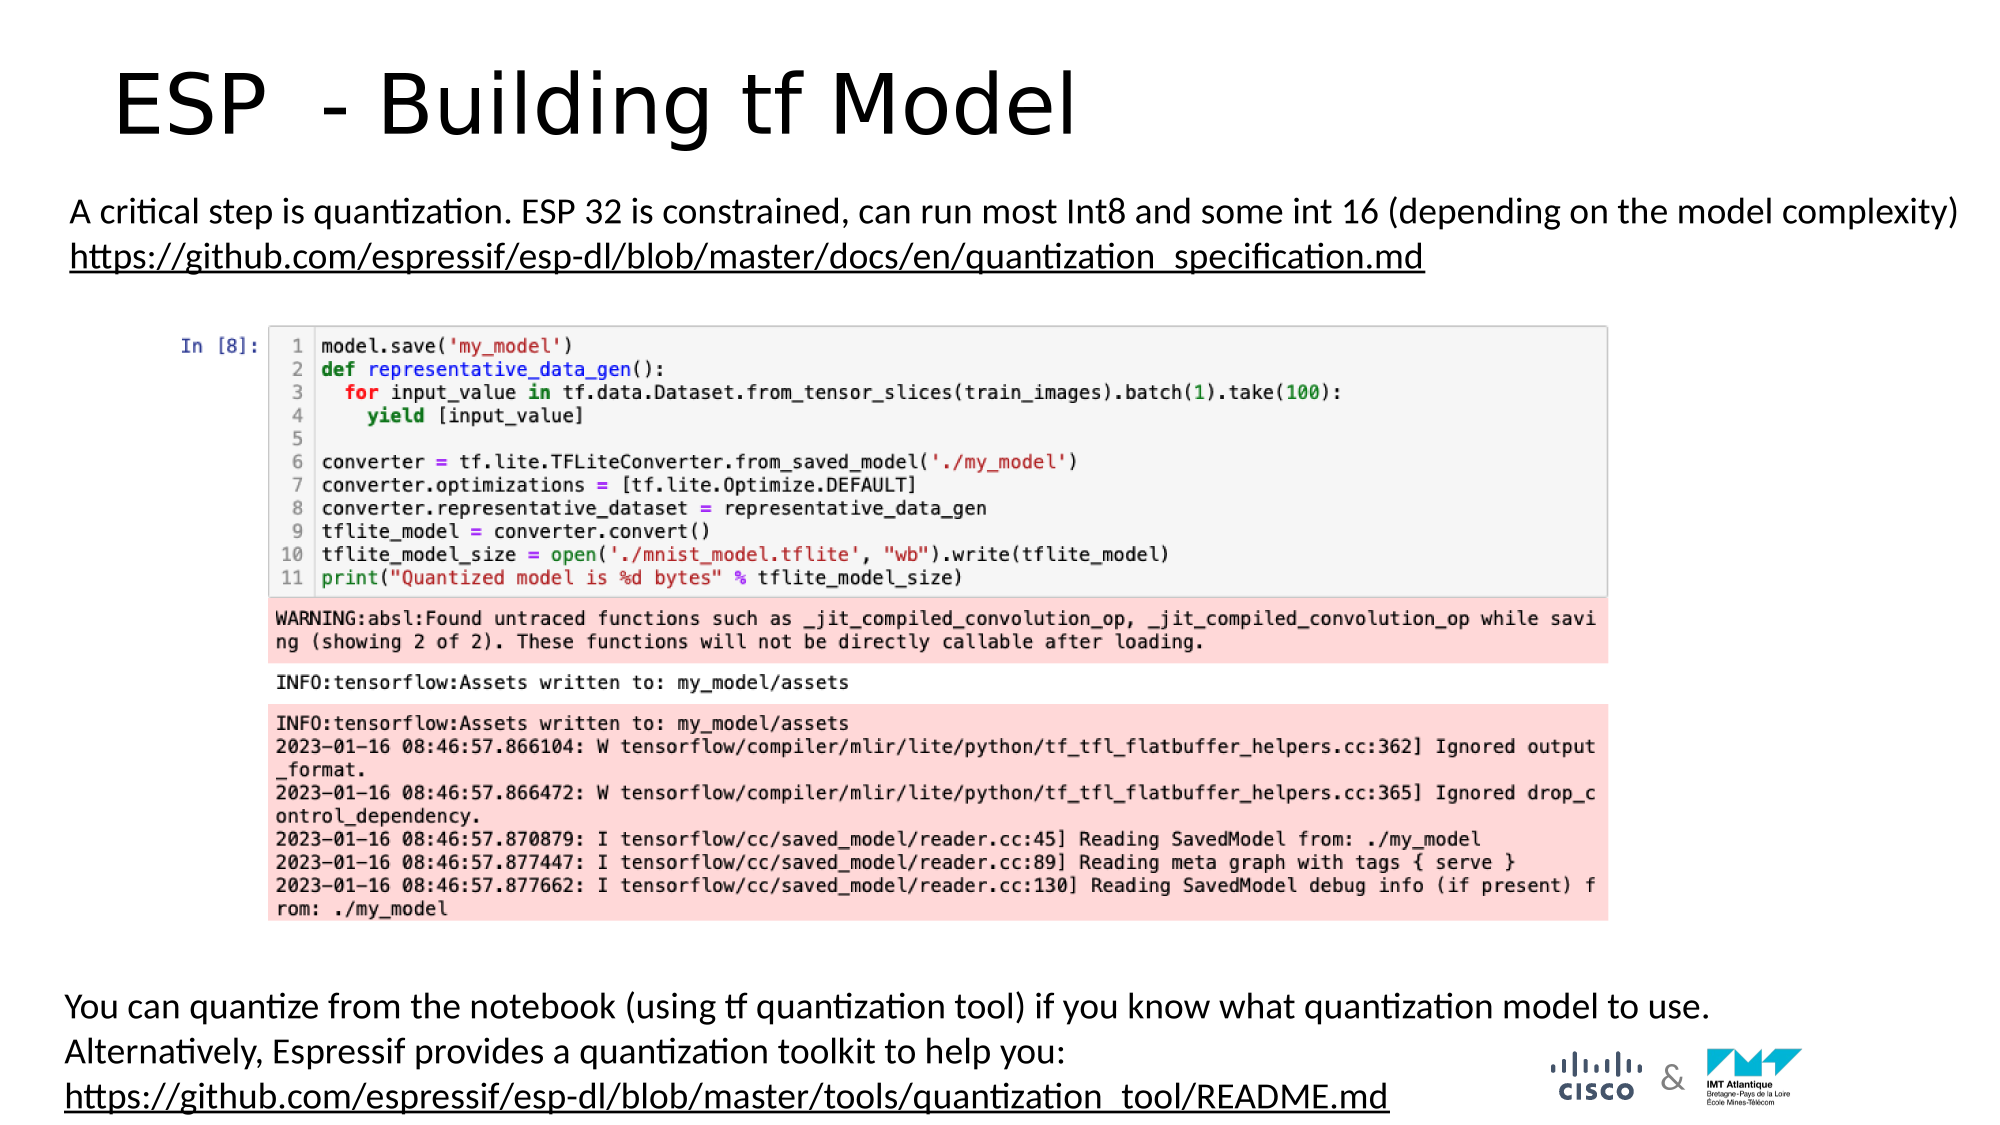 ESP  - Building tf Model
A critical step is quantization. ESP 32 is constrained, can run most Int8 and some int 16 (depending on the model complexity)
https://github.com/espressif/esp-dl/blob/master/docs/en/quantization_specification.md
In [8]:
1 model.save('my_model')
2 def representative_data_gen():
3   for input_value in tf.data.Dataset.from_tensor_slices(train_images).batch(1).take(100):
4     yield [input_value]
5
6 converter = tf.lite.TFLiteConverter.from_saved_model('./my_model')
7 converter.optimizations = [tf.lite.Optimize.DEFAULT]
8 converter.representative_dataset = representative_data_gen
9 tflite_model = converter.convert()
10 tflite_model_size = open('./mnist_model.tflite', "wb").write(tflite_model)
11 print("Quantized model is %d bytes" % tflite_model_size)
WARNING:absl:Found untraced functions such as _jit_compiled_convolution_op, _jit_compiled_convolution_op while savi
ng (showing 2 of 2). These functions will not be directly callable after loading.
INFO:tensorflow:Assets written to: my_model/assets
INFO:tensorflow:Assets written to: my_model/assets
2023-01-16 08:46:57.866104: W tensorflow/compiler/mlir/lite/python/tf_tfl_flatbuffer_helpers.cc:362] Ignored output
_format.
2023-01-16 08:46:57.866472: W tensorflow/compiler/mlir/lite/python/tf_tfl_flatbuffer_helpers.cc:365] Ignored drop_c
ontrol_dependency.
2023-01-16 08:46:57.870879: I tensorflow/cc/saved_model/reader.cc:45] Reading SavedModel from: ./my_model
2023-01-16 08:46:57.877447: I tensorflow/cc/saved_model/reader.cc:89] Reading meta graph with tags { serve }
2023-01-16 08:46:57.877662: I tensorflow/cc/saved_model/reader.cc:130] Reading SavedModel debug info (if present) f
rom: ./my_model
You can quantize from the notebook (using tf quantization tool) if you know what quantization model to use.
Alternatively, Espressif provides a quantization toolkit to help you:
https://github.com/espressif/esp-dl/blob/master/tools/quantization_tool/README.md
CISCO & IMT Atlantique
Bretagne-Pays de la Loire
École Mines-Télécom